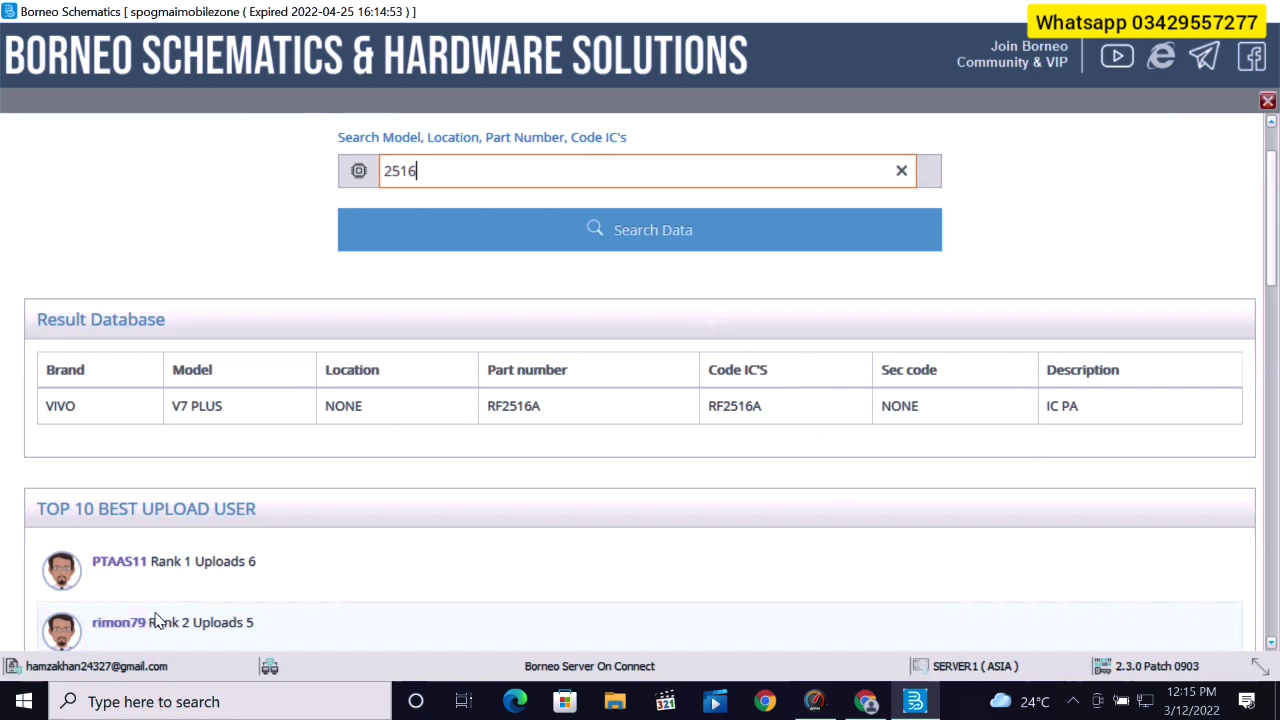 Borneo Schematics [ spogmaimobilezone ( Expired 2022-04-25 16:14:53 ) ]
Whatsapp 03429557277
BORNEO SCHEMATICS & HARDWARE SOLUTIONS
Join Borneo
Community & VIP
Search Model, Location, Part Number, Code IC's
2516
Search Data
Result Database
Brand Model Location Part number Code IC'S Sec code Description
VIVO V7 PLUS NONE RF2516A RF2516A NONE IC PA
TOP 10 BEST UPLOAD USER
PTAAS11 Rank 1 Uploads 6
rimon79 Rank 2 Uploads 5
hamzakhan24327@gmail.com Borneo Server On Connect SERVER1 ( ASIA ) 2.3.0 Patch 0903
Type here to search 321 24°C 12:15 PM
3/12/2022